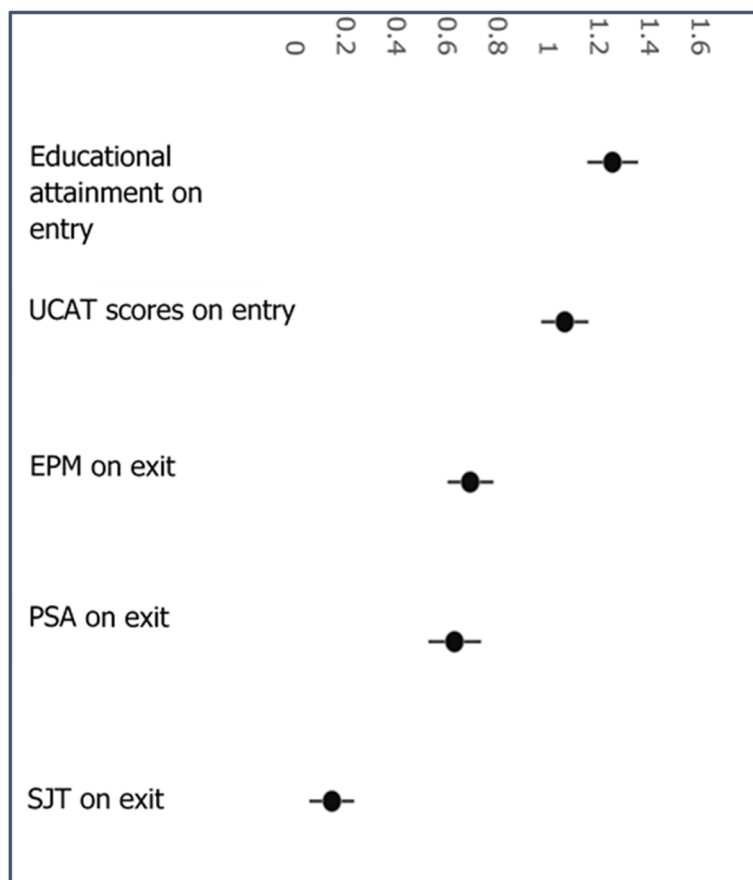 0
0.2
0.4
0.6
0.8
1
1.2
1.4
1.6
Educational
attainment on
entry
UCAT scores on entry
EPM on exit
PSA on exit
SJT on exit